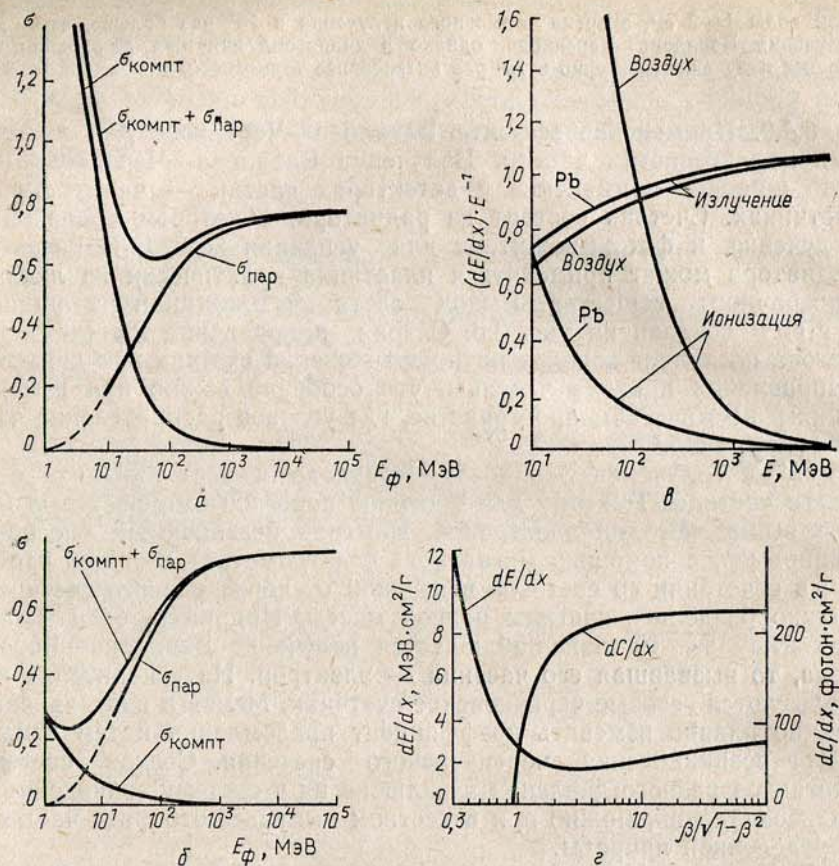 σ
1,2
1,0
0,8
0,6
0,4
0,2
0
σкомпт
σкомпт + σпар
σпар
1 10¹ 10² 10³ 10⁴ 10⁵
Eф, МэВ
а
(dE/dx)·E⁻¹
1,6
1,4
1,2
1,0
0,8
0,6
0,4
0,2
0
Воздух
Pb
Излучение
Воздух
Pb
Ионизация
10¹ 10² 10³ E, МэВ
в
σ
0,6
0,4
0,2
0
σкомпт + σпар
σпар
σкомпт
1 10¹ 10² 10³ 10⁴ 10⁵
Eф, МэВ
б
dE/dx, МэВ·см²/г
12
10
8
6
4
2
0
dE/dx
dC/dx
200
100
0
dC/dx, фотон·см²/г
0,3 1 10 10²
β/√1−β²
г